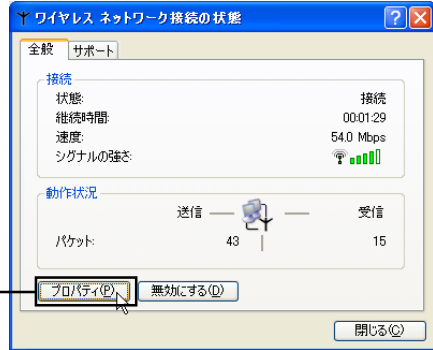 ワイヤレス ネットワーク接続の状態
全般 サポート
接続
状態: 接続
継続時間: 00:01:29
速度: 54.0 Mbps
シグナルの強さ:
動作状況
送信 受信
パケット: 43 15
プロパティ(P) 無効にする(D)
閉じる(C)